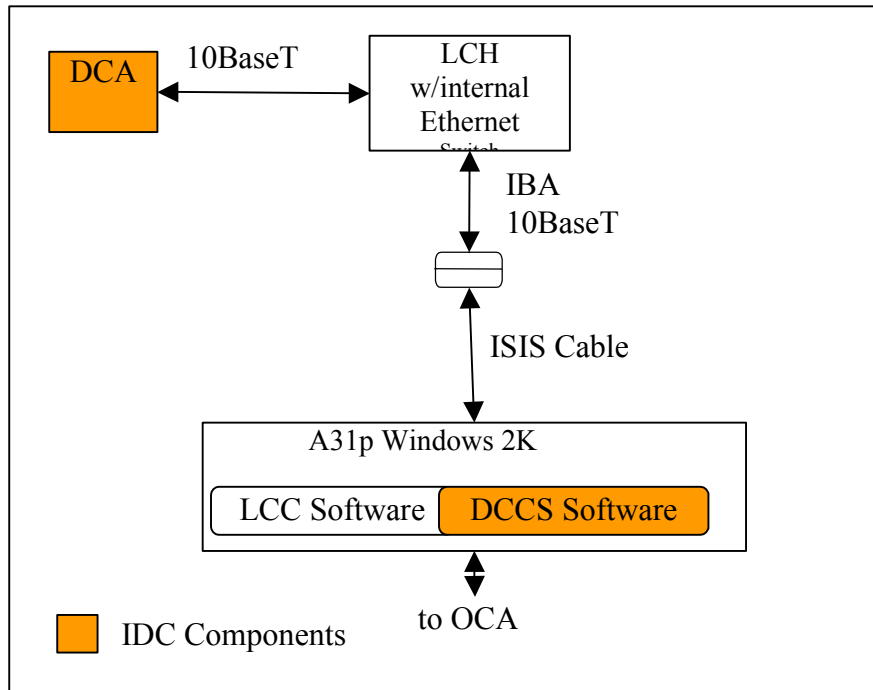 10BaseT
DCA
LCH
w/internal
Ethernet
Switch
IBA
10BaseT
ISIS Cable
A31p Windows 2K
LCC Software
DCCS Software
to OCA
IDC Components